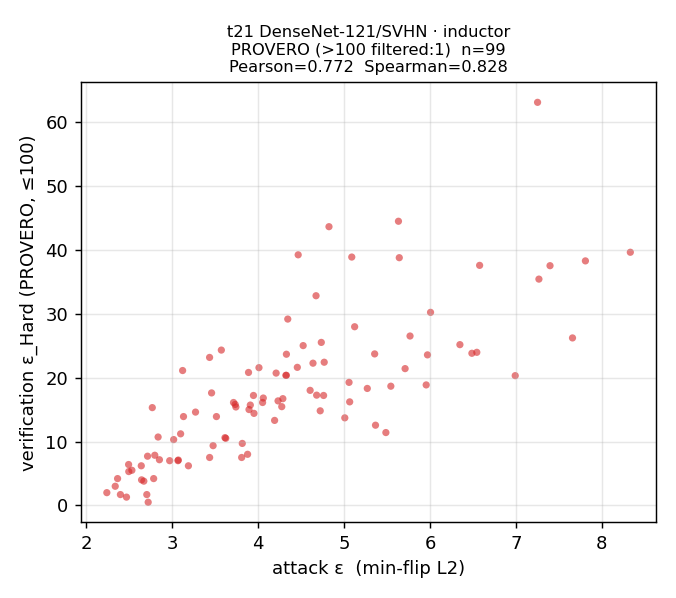 t21 DenseNet-121/SVHN · inductor
PROVERO (>100 filtered:1)  n=99
Pearson=0.772  Spearman=0.828
verification ε_Hard (PROVERO, ≤100)
60
50
40
30
20
10
0
2 3 4 5 6 7 8
attack ε  (min-flip L2)